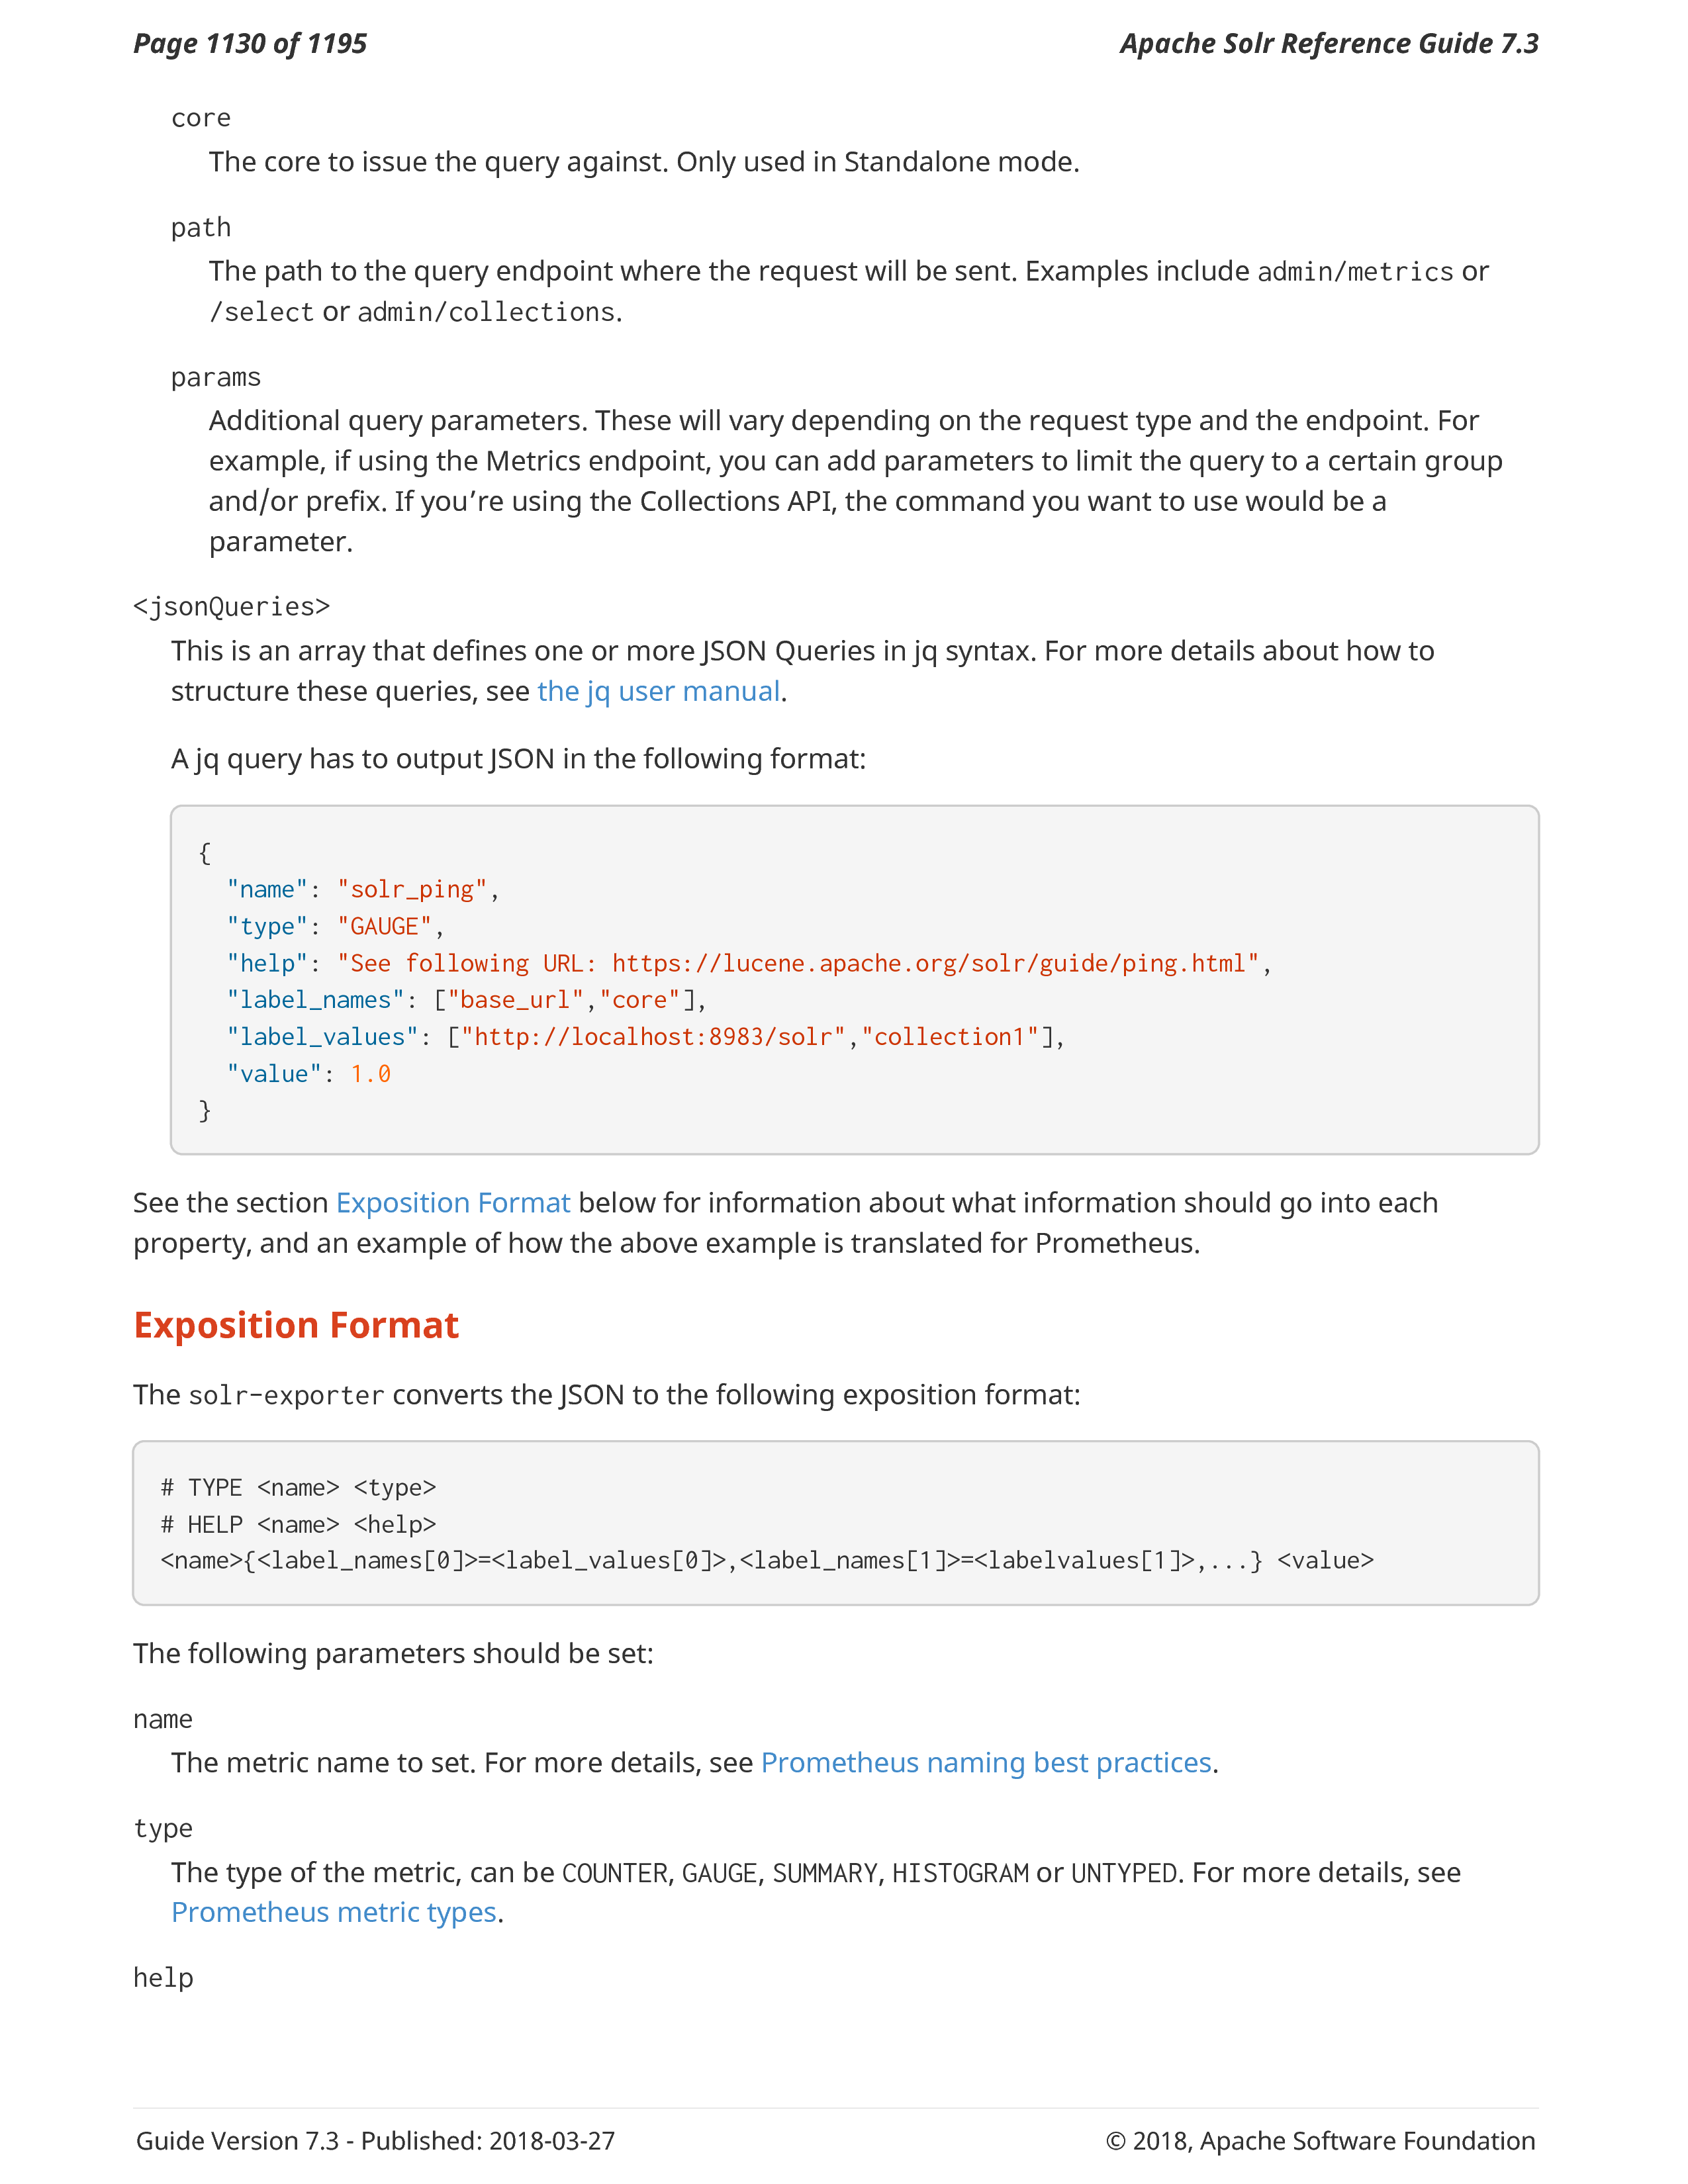 Page 1130 of 1195 Apache Solr Reference Guide 7.3
core
The core to issue the query against. Only used in Standalone mode.
path
The path to the query endpoint where the request will be sent. Examples include admin/metrics or
/select or admin/collections.
params
Additional query parameters. These will vary depending on the request type and the endpoint. For
example, if using the Metrics endpoint, you can add parameters to limit the query to a certain group
and/or prefix. If you’re using the Collections API, the command you want to use would be a
parameter.
<jsonQueries>
This is an array that defines one or more JSON Queries in jq syntax. For more details about how to
structure these queries, see the jq user manual.
A jq query has to output JSON in the following format:
{
  "name": "solr_ping",
  "type": "GAUGE",
  "help": "See following URL: https://lucene.apache.org/solr/guide/ping.html",
  "label_names": ["base_url","core"],
  "label_values": ["http://localhost:8983/solr","collection1"],
  "value": 1.0
}
See the section Exposition Format below for information about what information should go into each
property, and an example of how the above example is translated for Prometheus.
Exposition Format
The solr-exporter converts the JSON to the following exposition format:
# TYPE <name> <type>
# HELP <name> <help>
<name>{<label_names[0]>=<label_values[0]>,<label_names[1]>=<labelvalues[1]>,...} <value>
The following parameters should be set:
name
The metric name to set. For more details, see Prometheus naming best practices.
type
The type of the metric, can be COUNTER, GAUGE, SUMMARY, HISTOGRAM or UNTYPED. For more details, see
Prometheus metric types.
help
Guide Version 7.3 - Published: 2018-03-27 © 2018, Apache Software Foundation